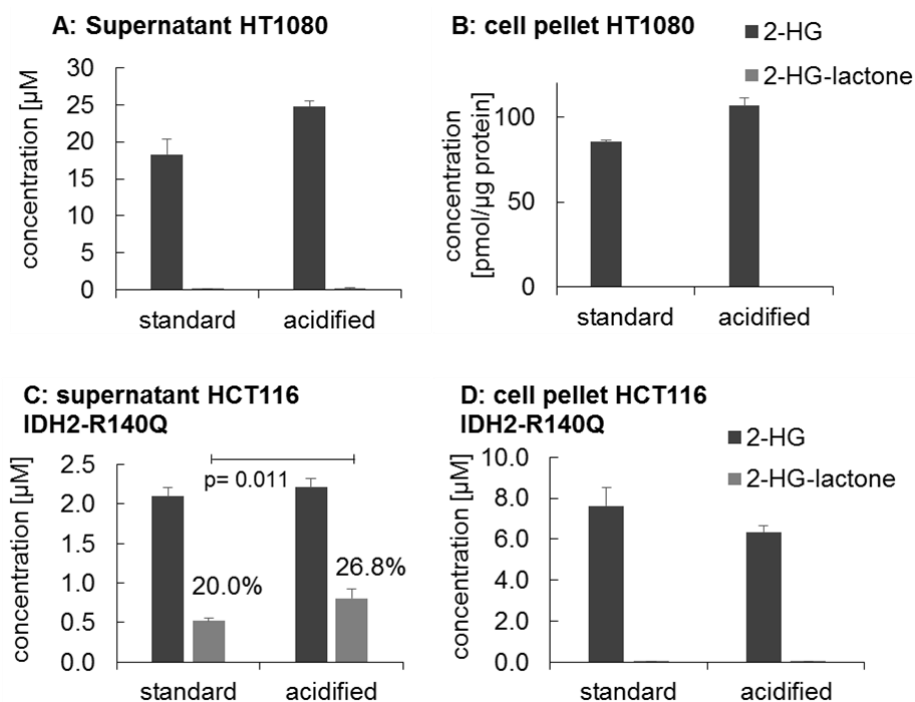 A: Supernatant HT1080
concentration [µM
30
25
20
15
10
5
0
standard acidified
B: cell pellet HT1080
2-HG
2-HG-lactone
concentration
[pmol/µg protein]
100
50
0
standard acidified
C: supernatant HCT116
IDH2-R140Q
concentration [µM]
2.5
2.0
1.5
1.0
0.5
0.0
p= 0.011
20.0%
26.8%
standard acidified
D: cell pellet HCT116
IDH2-R140Q
2-HG
2-HG-lactone
concentration [µM]
10.0
8.0
6.0
4.0
2.0
0.0
standard acidified